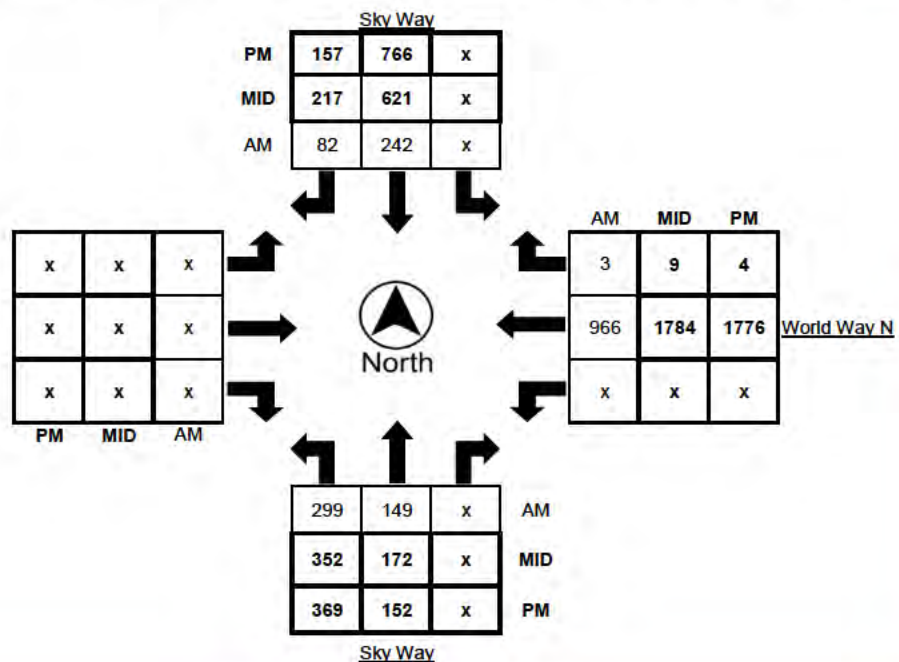 Sky Way
PM 157 766 x
MID 217 621 x
AM 82 242 x
AM MID PM
3 9 4
966 1784 1776 World Way N
x x x
x x x
x x x
x x x
PM MID AM
North
299 149 x AM
352 172 x MID
369 152 x PM
Sky Way